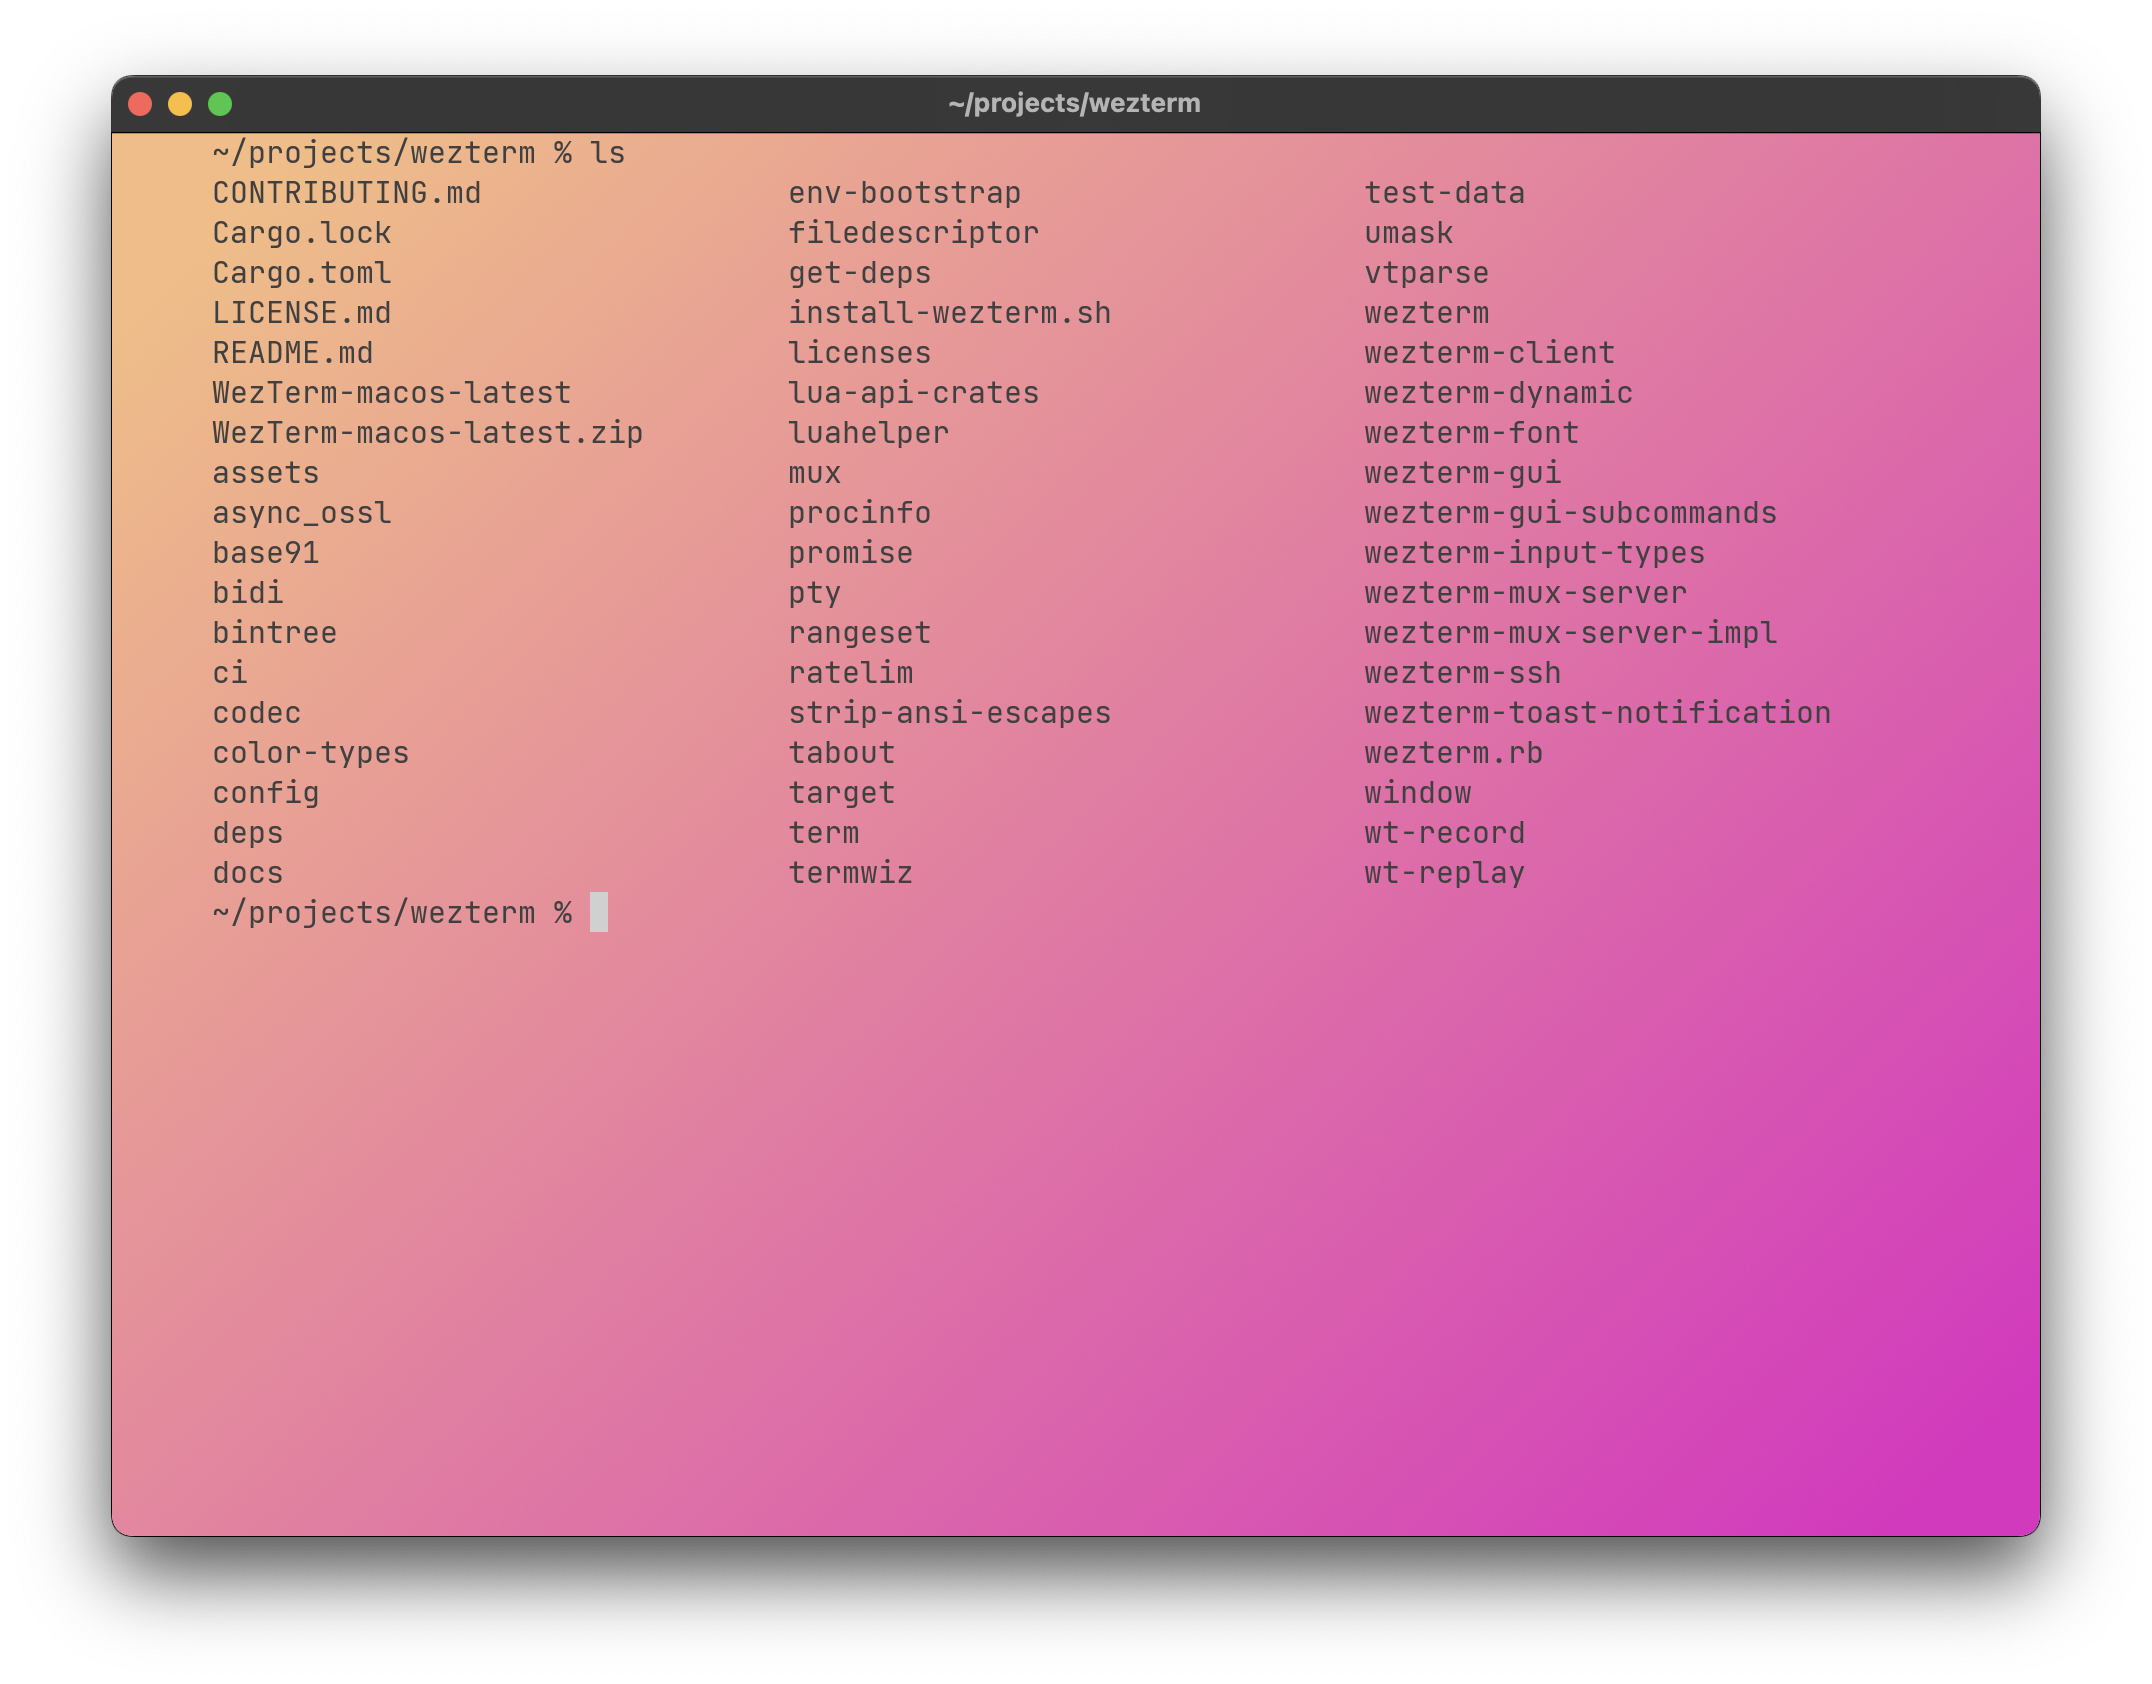 ~/projects/wezterm
~/projects/wezterm % ls
CONTRIBUTING.md env-bootstrap test-data
Cargo.lock filedescriptor umask
Cargo.toml get-deps vtparse
LICENSE.md install-wezterm.sh wezterm
README.md licenses wezterm-client
WezTerm-macos-latest lua-api-crates wezterm-dynamic
WezTerm-macos-latest.zip luahelper wezterm-font
assets mux wezterm-gui
async_ossl procinfo wezterm-gui-subcommands
base91 promise wezterm-input-types
bidi pty wezterm-mux-server
bintree rangeset wezterm-mux-server-impl
ci ratelim wezterm-ssh
codec strip-ansi-escapes wezterm-toast-notification
color-types tabout wezterm.rb
config target window
deps term wt-record
docs termwiz wt-replay
~/projects/wezterm %